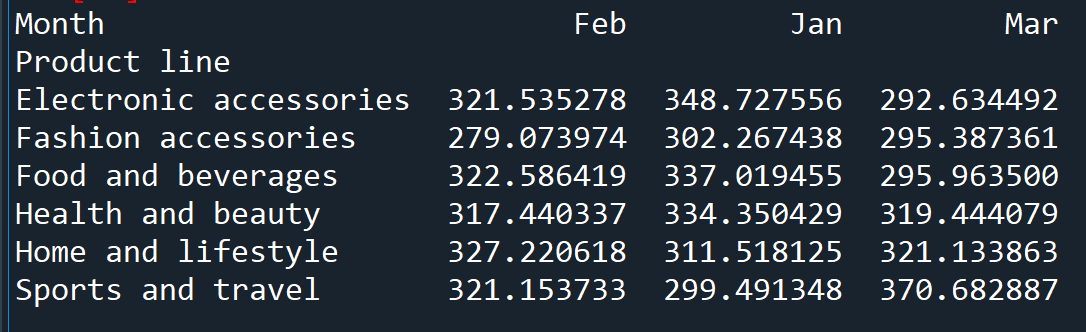 Month Feb Jan Mar
Product line
Electronic accessories 321.535278 348.727556 292.634492
Fashion accessories 279.073974 302.267438 295.387361
Food and beverages 322.586419 337.019455 295.963500
Health and beauty 317.440337 334.350429 319.444079
Home and lifestyle 327.220618 311.518125 321.133863
Sports and travel 321.153733 299.491348 370.682887